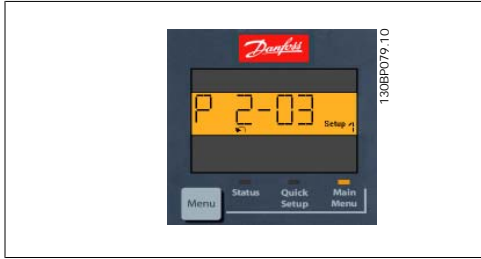 Danfoss
P 2-03
Setup 1
Status Quick Setup Main Menu
Menu
130BP079.10